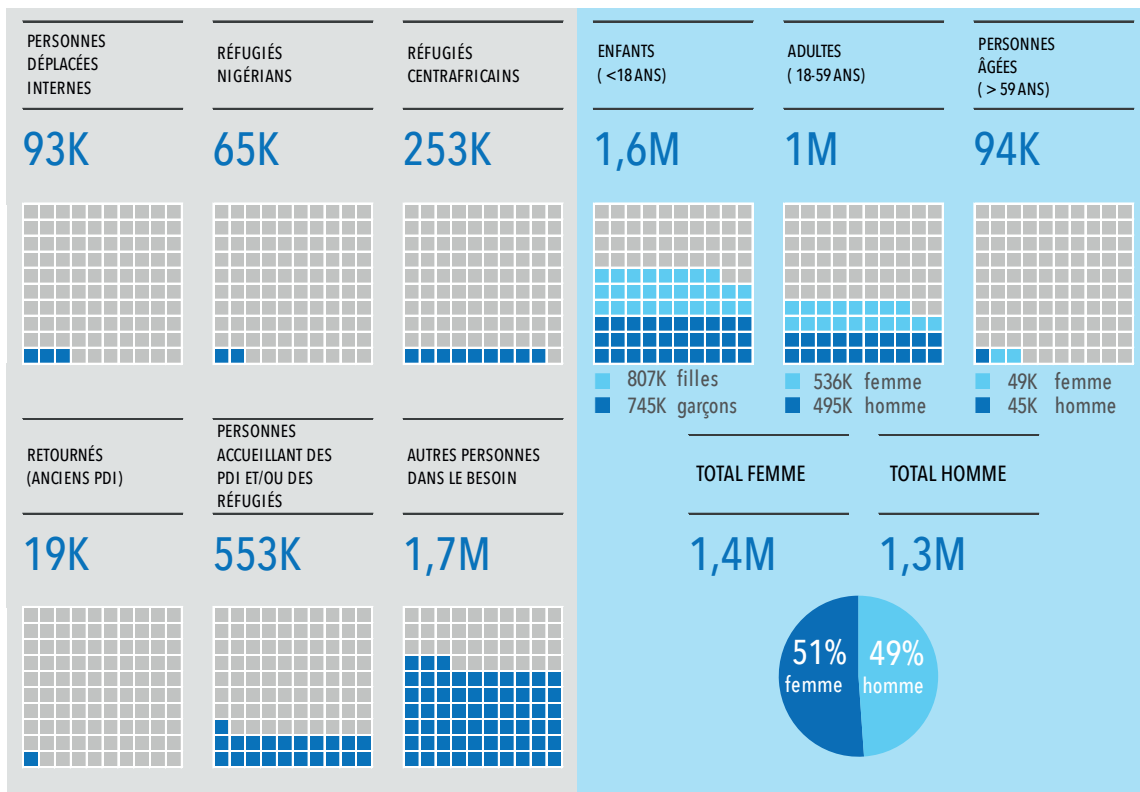 PERSONNES
DÉPLACÉES
INTERNES
93K
RÉFUGIÉS
NIGÉRIANS
65K
RÉFUGIÉS
CENTRAFRICAINS
253K
ENFANTS
( <18 ANS)
1,6M
807K filles
745K garçons
ADULTES
( 18-59 ANS)
1M
536K femme
495K homme
PERSONNES
ÂGÉES
( > 59 ANS)
94K
49K femme
45K homme
RETOURNÉS
(ANCIENS PDI)
19K
PERSONNES
ACCUEILLANT DES
PDI ET/OU DES
RÉFUGIÉS
553K
AUTRES PERSONNES
DANS LE BESOIN
1,7M
TOTAL FEMME
1,4M
TOTAL HOMME
1,3M
51%
femme
49%
homme